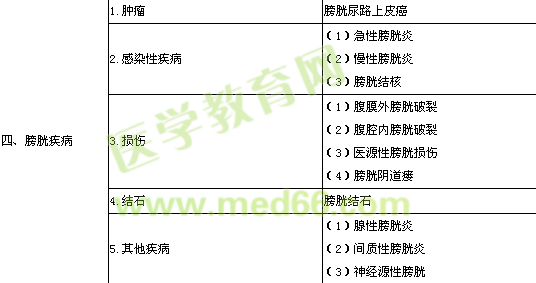 1.肿瘤
膀胱尿路上皮癌
四、膀胱疾病
2.感染性疾病
（1）急性膀胱炎
（2）慢性膀胱炎
（3）膀胱结核
3.损伤
（1）腹膜外膀胱破裂
（2）腹腔内膀胱破裂
（3）医源性膀胱损伤
（4）膀胱阴道瘘
4.结石
膀胱结石
5.其他疾病
（1）腺性膀胱炎
（2）间质性膀胱炎
（3）神经源性膀胱
医学教育网
www.med66.com